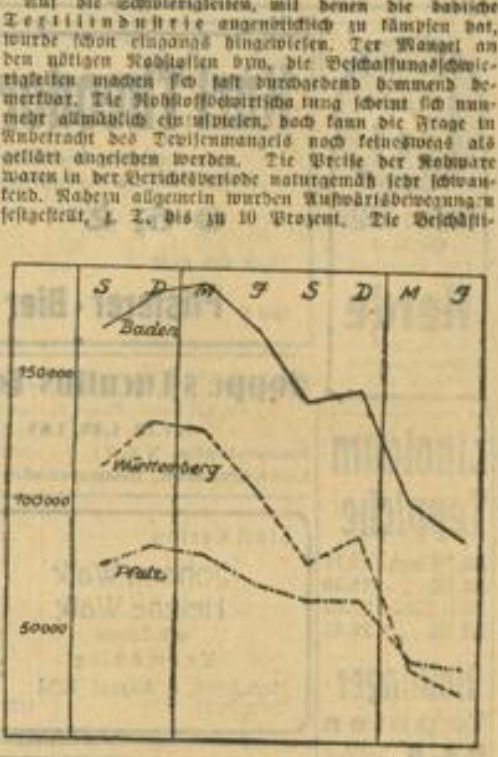 Auf die Schwierigkeiten, mit denen die badische
Textilindustrie augenblicklich zu kämpfen hat,
wurde schon eingangs hingewiesen. Der Mangel an
den nötigen Rohstoffen bzw. die Beschaffungsschwie-
rigkeiten machen sich fast durchgehend hemmend be-
merkbar. Die Rohstoffbewirtscha tung scheint sich nun-
mehr allmählich ein uspielen, doch kann die Frage in
Anbetracht des Devisenmangels noch keineswegs als
geklärt angesehen werden. Die Preise der Rohware
waren in der Berichtsperiode naturgemäß sehr schwan-
kend. Nahezu allgemein wurden Aufwärtsbewegungen
festgestellt, z. T. bis zu 10 Prozent. Die Beschäfti-
S D M J S D M J
Baden
150000
Württemberg
100000
Pfalz
50000